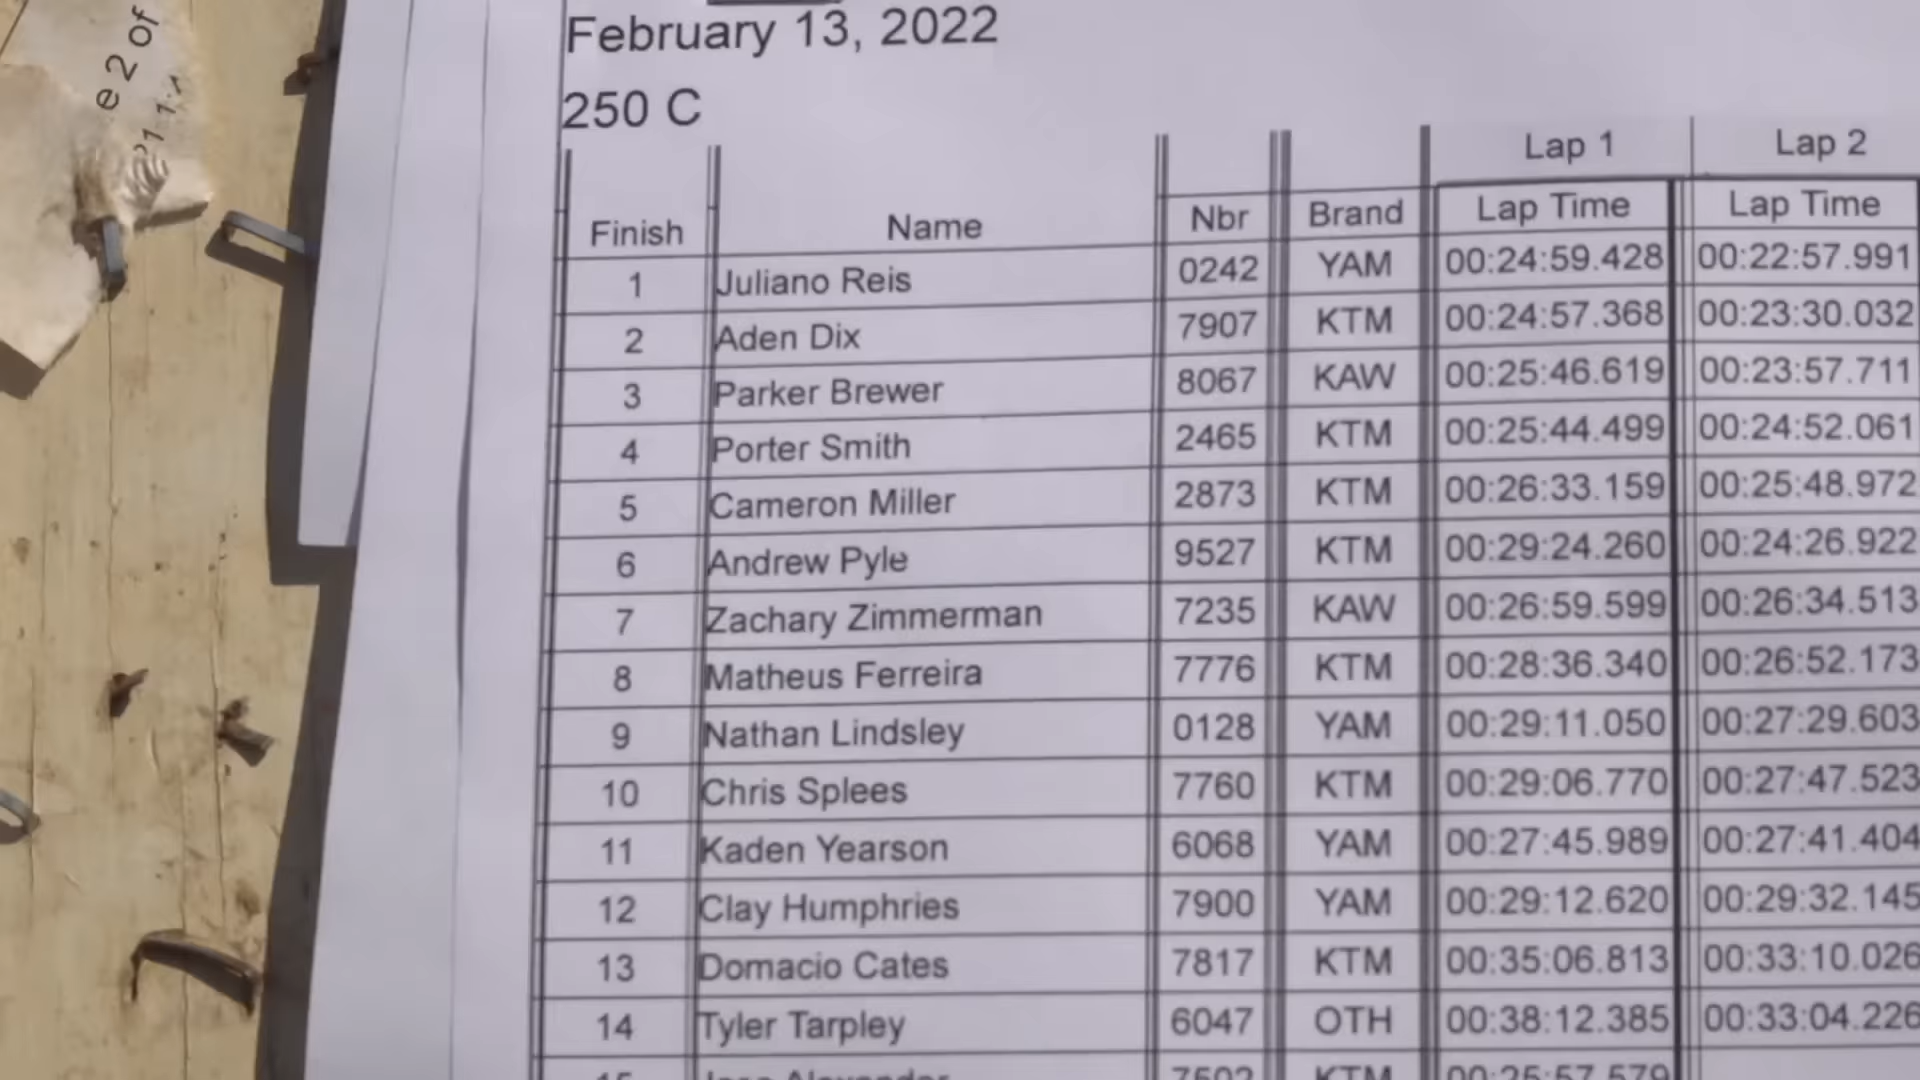 e 2 of
February 13, 2022
250 C
Lap 1 Lap 2
Finish Name Nbr Brand Lap Time Lap Time
1 Juliano Reis 0242 YAM 00:24:59.428 00:22:57.991
2 Aden Dix 7907 KTM 00:24:57.368 00:23:30.032
3 Parker Brewer 8067 KAW 00:25:46.619 00:23:57.711
4 Porter Smith 2465 KTM 00:25:44.499 00:24:52.061
5 Cameron Miller 2873 KTM 00:26:33.159 00:25:48.972
6 Andrew Pyle 9527 KTM 00:29:24.260 00:24:26.922
7 Zachary Zimmerman 7235 KAW 00:26:59.599 00:26:34.513
8 Matheus Ferreira 7776 KTM 00:28:36.340 00:26:52.173
9 Nathan Lindsley 0128 YAM 00:29:11.050 00:27:29.603
10 Chris Splees 7760 KTM 00:29:06.770 00:27:47.523
11 Kaden Yearson 6068 YAM 00:27:45.989 00:27:41.404
12 Clay Humphries 7900 YAM 00:29:12.620 00:29:32.145
13 Domacio Cates 7817 KTM 00:35:06.813 00:33:10.026
14 Tyler Tarpley 6047 OTH 00:38:12.385 00:33:04.226
15 Alexander KTM 00:25:57.579